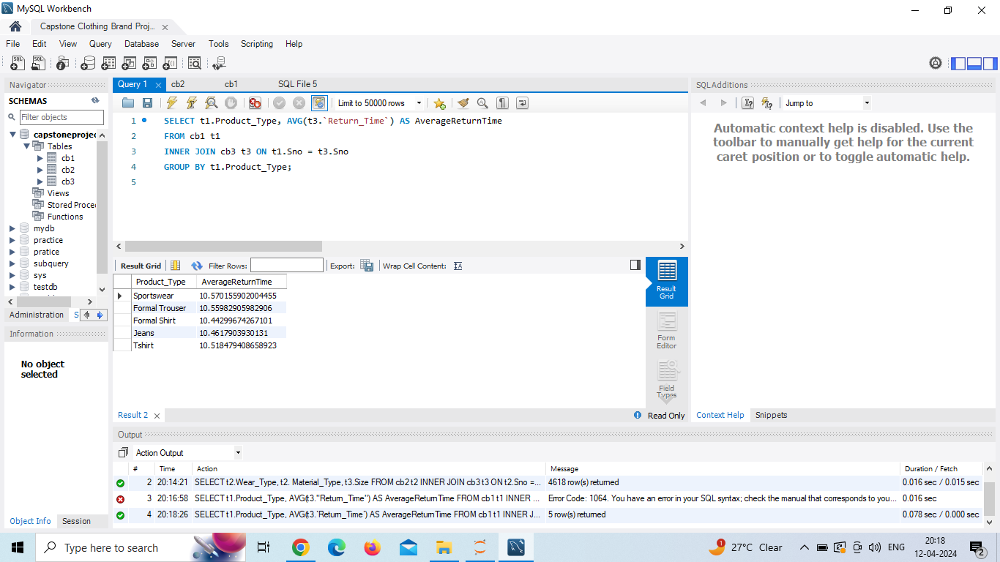 MySQL Workbench
Capstone Clothing Brand Proj...
File Edit View Query Database Server Tools Scripting Help
Navigator
SCHEMAS
Filter objects
capstoneprojec
Tables
cb1
cb2
cb3
Views
Stored Proce
Functions
mydb
practice
pratice
subquery
sys
testdb
Administration S
Information
No object
selected
Object Info Session
Query 1 cb2 cb1 SQL File 5
Limit to 50000 rows
1 SELECT t1.Product_Type, AVG(t3.`Return_Time`) AS AverageReturnTime
2 FROM cb1 t1
3 INNER JOIN cb3 t3 ON t1.Sno = t3.Sno
4 GROUP BY t1.Product_Type;
5
Result Grid Filter Rows: Export: Wrap Cell Content:
Product_Type AverageReturnTime
Sportswear 10.570155902004455
Formal Trouser 10.55982905982906
Formal Shirt 10.44299674267101
Jeans 10.4617903930131
Tshirt 10.518479408658923
Result
Grid
Form
Editor
Field
Types
Result 2
Read Only
SQLAdditions
Jump to
Automatic context help is disabled. Use the
toolbar to manually get help for the current
caret position or to toggle automatic help.
Context Help Snippets
Output
Action Output
# Time Action Message Duration / Fetch
2 20:14:21 SELECT t2.Wear_Type, t2. Material_Type, t3.Size FROM cb2 t2 INNER JOIN cb3 t3 ON t2.Sno =... 4618 row(s) returned 0.016 sec / 0.015 sec
3 20:16:58 SELECT t1.Product_Type, AVG(t3."Return_Time") AS AverageReturnTime FROM cb1 t1 INNER ... Error Code: 1064. You have an error in your SQL syntax; check the manual that corresponds to you... 0.016 sec
4 20:18:26 SELECT t1.Product_Type, AVG(t3.`Return_Time`) AS AverageReturnTime FROM cb1 t1 INNER J... 5 row(s) returned 0.078 sec / 0.000 sec
Type here to search
1
27°C Clear
ENG
20:18
12-04-2024
2